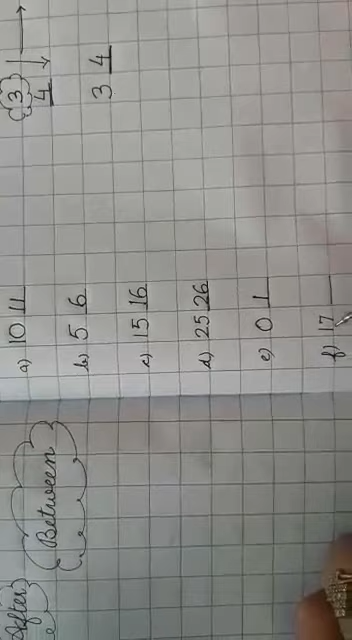 After
Between
3 4
3 4
a) 10 11
b) 5 6
c) 15 16
d) 25 26
e) 0 1
f) 17